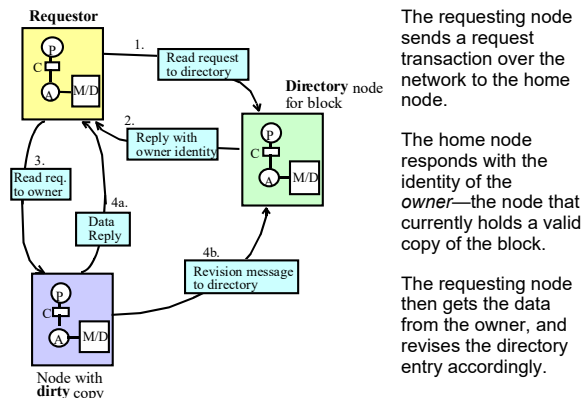 Requestor
P
C
A
M/D
1.
Read request
to directory
Directory node
for block
2.
Reply with
owner identity
P
C
A
M/D
3.
Read req.
to owner
4a.
Data
Reply
4b.
Revision message
to directory
P
C
A
M/D
Node with
dirty copy
The requesting node
sends a request
transaction over the
network to the home
node.
The home node
responds with the
identity of the
owner—the node that
currently holds a valid
copy of the block.
The requesting node
then gets the data
from the owner, and
revises the directory
entry accordingly.